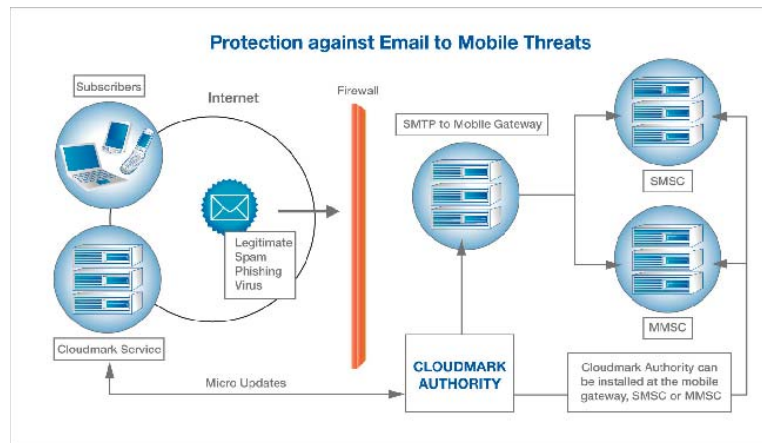 Protection against Email to Mobile Threats
Subscribers
Internet
Firewall
SMTP to Mobile Gateway
SMSC
Legitimate
Spam
Phishing
Virus
Cloudmark Service
MMSC
Micro Updates
CLOUDMARK
AUTHORITY
Cloudmark Authority can
be installed at the mobile
gateway, SMSC or MMSC